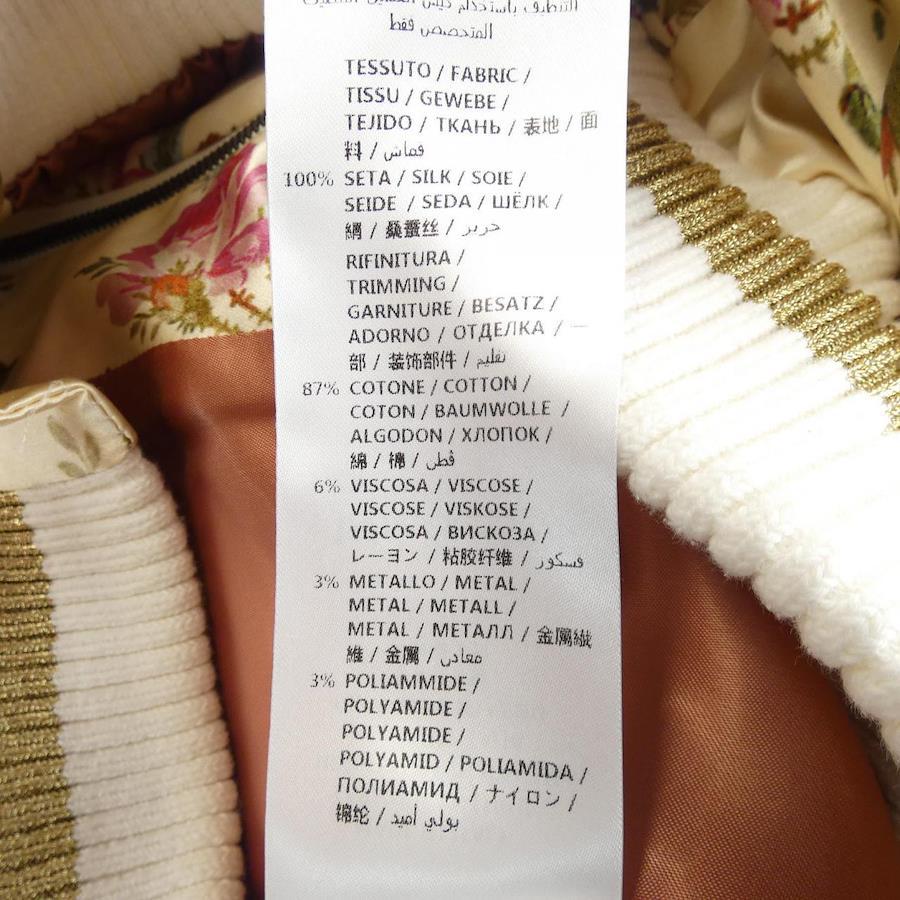 المتخصص فقط
TESSUTO / FABRIC /
TISSU / GEWEBE /
TEJIDO / ТКАНЬ / 表地 / 面
料 / قماش
100% SETA / SILK / SOIE /
SEIDE / SEDA / ШЁЛК /
絹 / 桑蚕丝 / حرير
RIFINITURA /
TRIMMING /
GARNITURE / BESATZ /
ADORNO / ОТДЕЛКА / 一
部 / 装饰部件 / تقليم
87% COTONE / COTTON /
COTON / BAUMWOLLE /
ALGODON / ХЛОПОК /
綿 / 棉 / قطن
6% VISCOSA / VISCOSE /
VISCOSE / VISKOSE /
VISCOSA / ВИСКОЗА /
レーヨン / 粘胶纤维 / فسكور
3% METALLO / METAL /
METAL / METALL /
METAL / МЕТАЛЛ / 金属繊
維 / 金属 / معادن
3% POLIAMMIDE /
POLYAMIDE /
POLYAMIDE /
POLYAMID / POLIAMIDA /
ПОЛИАМИД / ナイロン /
锦纶 / بولي أميد